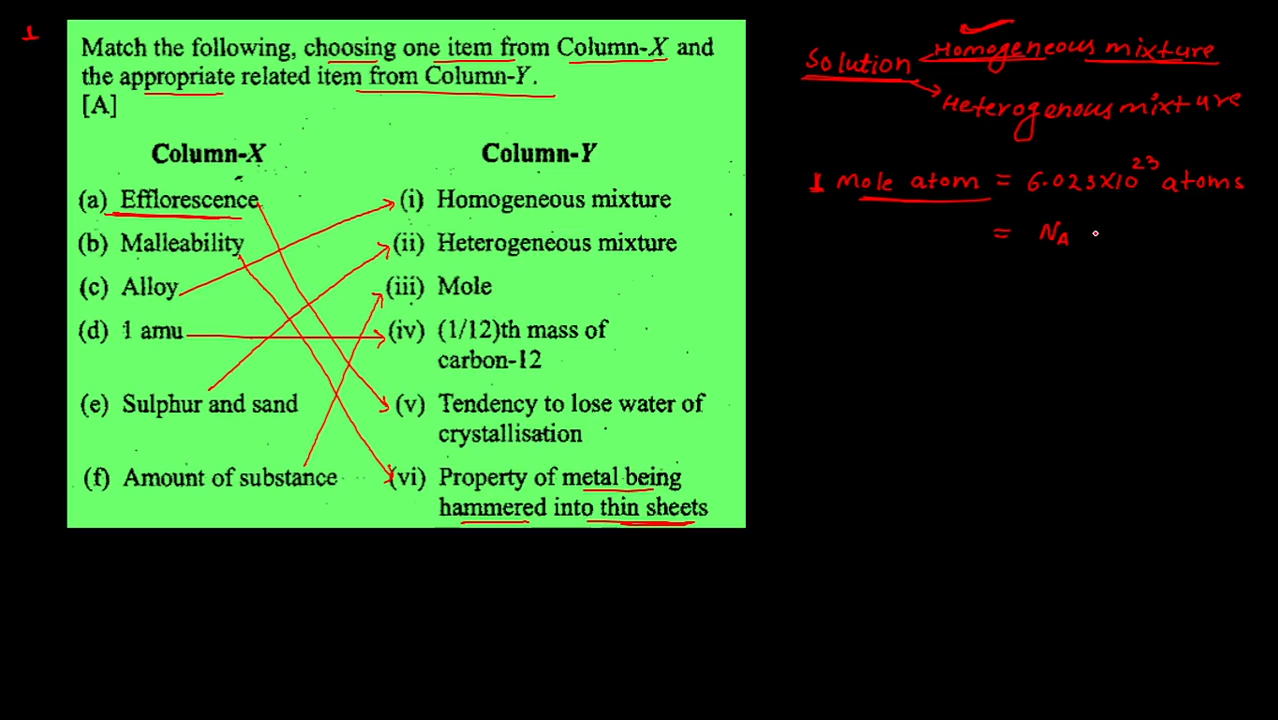 1
Match the following, choosing one item from Column-X and
the appropriate related item from Column-Y.
[A]
Column-X Column-Y
(a) Efflorescence (i) Homogeneous mixture
(b) Malleability (ii) Heterogeneous mixture
(c) Alloy (iii) Mole
(d) 1 amu (iv) (1/12)th mass of
carbon-12
(e) Sulphur and sand (v) Tendency to lose water of
crystallisation
(f) Amount of substance (vi) Property of metal being
hammered into thin sheets
Solution Homogeneous mixture
Heterogenous mixture
1 Mole atom = 6.023×10²³ atoms
= N_A